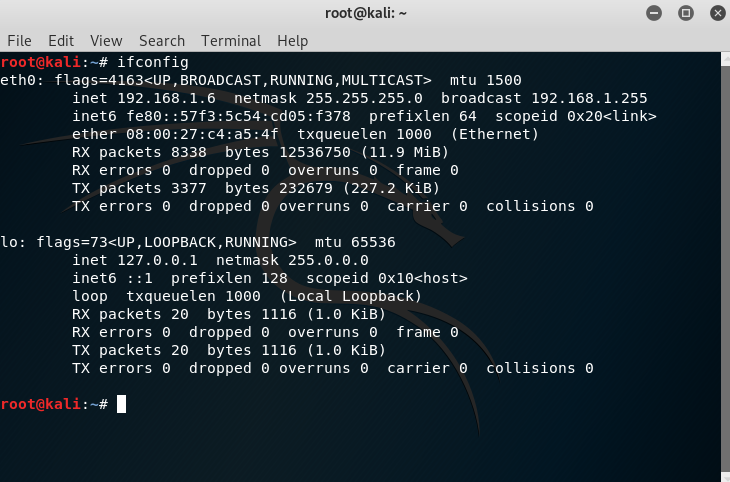 root@kali: ~
File Edit View Search Terminal Help
root@kali:~# ifconfig
eth0: flags=4163<UP,BROADCAST,RUNNING,MULTICAST>  mtu 1500
        inet 192.168.1.6  netmask 255.255.255.0  broadcast 192.168.1.255
        inet6 fe80::57f3:5c54:cd05:f378  prefixlen 64  scopeid 0x20<link>
        ether 08:00:27:c4:a5:4f  txqueuelen 1000  (Ethernet)
        RX packets 8338  bytes 12536750 (11.9 MiB)
        RX errors 0  dropped 0  overruns 0  frame 0
        TX packets 3377  bytes 232679 (227.2 KiB)
        TX errors 0  dropped 0 overruns 0  carrier 0  collisions 0
lo: flags=73<UP,LOOPBACK,RUNNING>  mtu 65536
        inet 127.0.0.1  netmask 255.0.0.0
        inet6 ::1  prefixlen 128  scopeid 0x10<host>
        loop  txqueuelen 1000  (Local Loopback)
        RX packets 20  bytes 1116 (1.0 KiB)
        RX errors 0  dropped 0  overruns 0  frame 0
        TX packets 20  bytes 1116 (1.0 KiB)
        TX errors 0  dropped 0 overruns 0  carrier 0  collisions 0
root@kali:~#